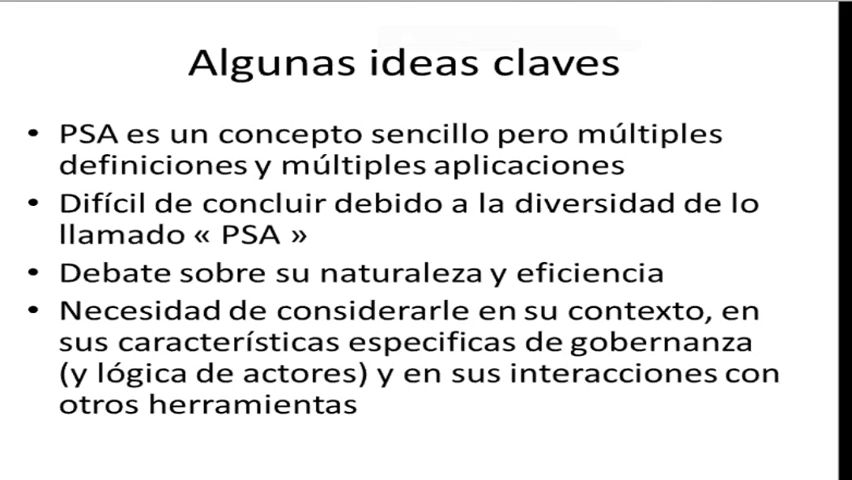 Algunas ideas claves
• PSA es un concepto sencillo pero múltiples
definiciones y múltiples aplicaciones
• Difícil de concluir debido a la diversidad de lo
llamado « PSA »
• Debate sobre su naturaleza y eficiencia
• Necesidad de considerarle en su contexto, en
sus características especificas de gobernanza
(y lógica de actores) y en sus interacciones con
otros herramientas